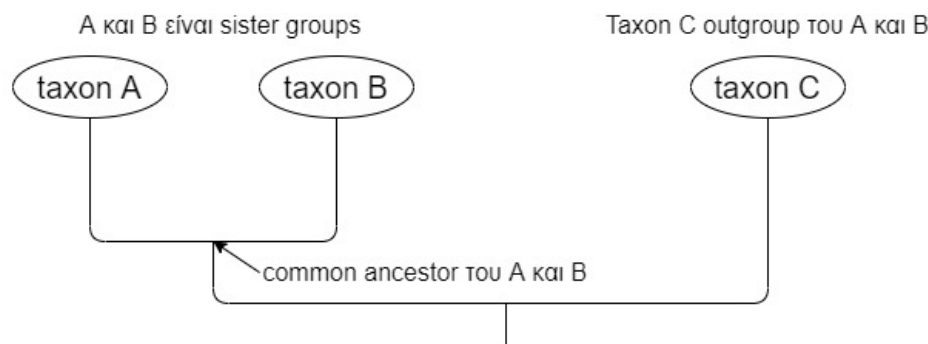 Α και Β είναι sister groups
Taxon C outgroup του Α και Β
taxon A
taxon B
taxon C
common ancestor του Α και Β